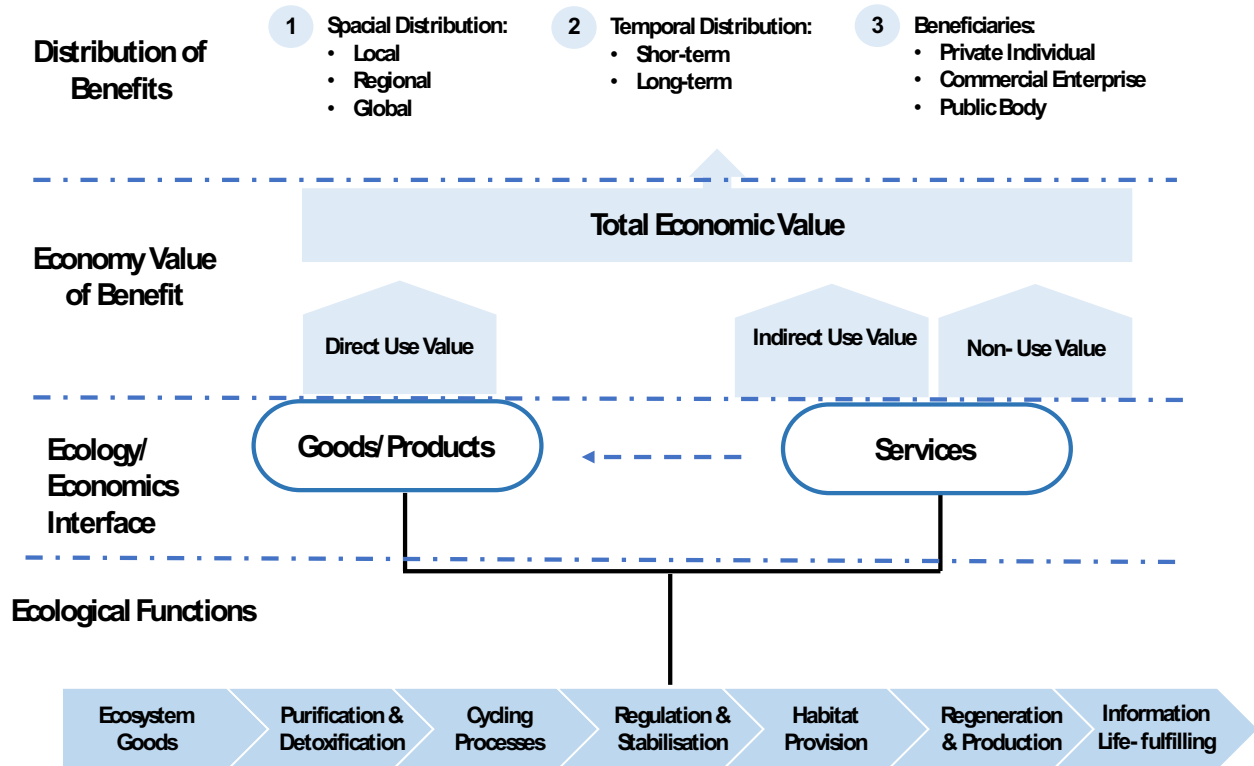 Distribution of
Benefits
1
Spacial Distribution:
• Local
• Regional
• Global
2
Temporal Distribution:
• Shor-term
• Long-term
3
Beneficiaries:
• Private Individual
• Commercial Enterprise
• Public Body
Economy Value
of Benefit
Total Economic Value
Direct Use Value
Indirect Use Value
Non- Use Value
Ecology/
Economics
Interface
Goods/ Products
Services
Ecological Functions
Ecosystem
Goods
Purification &
Detoxification
Cycling
Processes
Regulation &
Stabilisation
Habitat
Provision
Regeneration
& Production
Information
Life- fulfilling